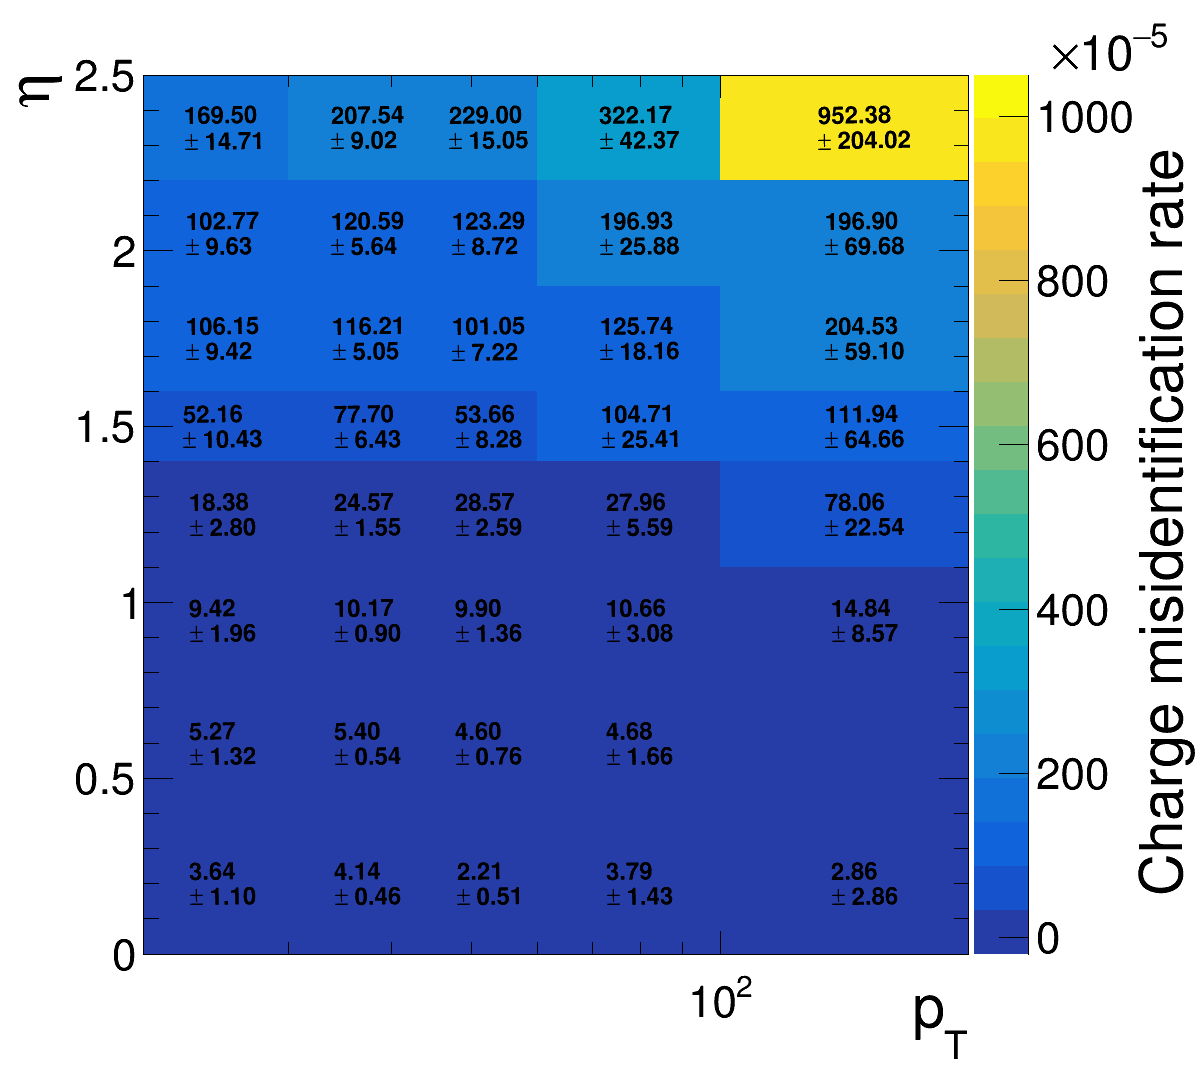 ×10⁻⁵
η
2.5
169.50 207.54 229.00 322.17 952.38
± 14.71 ± 9.02 ± 15.05 ± 42.37 ± 204.02
1000
102.77 120.59 123.29 196.93 196.90
± 9.63 ± 5.64 ± 8.72 ± 25.88 ± 69.68
2
800
106.15 116.21 101.05 125.74 204.53
± 9.42 ± 5.05 ± 7.22 ± 18.16 ± 59.10
52.16 77.70 53.66 104.71 111.94
± 10.43 ± 6.43 ± 8.28 ± 25.41 ± 64.66
1.5
600
18.38 24.57 28.57 27.96 78.06
± 2.80 ± 1.55 ± 2.59 ± 5.59 ± 22.54
1
400
9.42 10.17 9.90 10.66 14.84
± 1.96 ± 0.90 ± 1.36 ± 3.08 ± 8.57
5.27 5.40 4.60 4.68
± 1.32 ± 0.54 ± 0.76 ± 1.66
0.5
200
3.64 4.14 2.21 3.79 2.86
± 1.10 ± 0.46 ± 0.51 ± 1.43 ± 2.86
0
0
10²
p_T
Charge misidentification rate